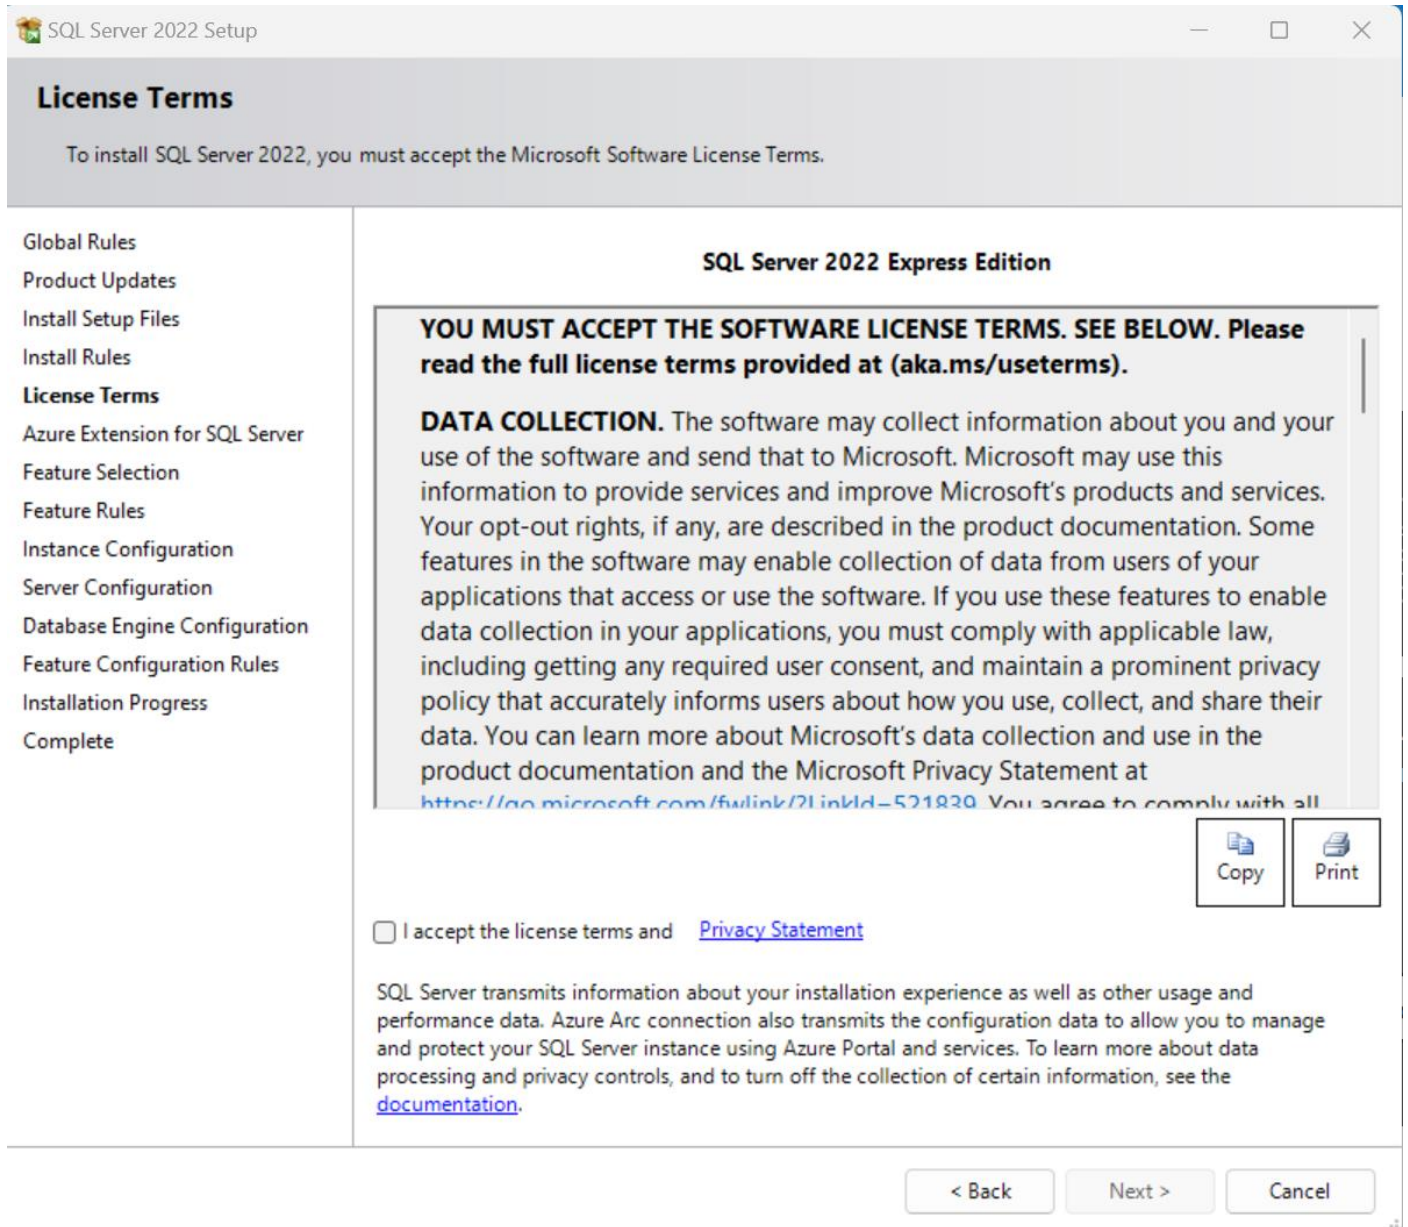 SQL Server 2022 Setup
License Terms
To install SQL Server 2022, you must accept the Microsoft Software License Terms.
Global Rules
Product Updates
Install Setup Files
Install Rules
License Terms
Azure Extension for SQL Server
Feature Selection
Feature Rules
Instance Configuration
Server Configuration
Database Engine Configuration
Feature Configuration Rules
Installation Progress
Complete
SQL Server 2022 Express Edition
YOU MUST ACCEPT THE SOFTWARE LICENSE TERMS. SEE BELOW. Please
read the full license terms provided at (aka.ms/useterms).
DATA COLLECTION. The software may collect information about you and your
use of the software and send that to Microsoft. Microsoft may use this
information to provide services and improve Microsoft's products and services.
Your opt-out rights, if any, are described in the product documentation. Some
features in the software may enable collection of data from users of your
applications that access or use the software. If you use these features to enable
data collection in your applications, you must comply with applicable law,
including getting any required user consent, and maintain a prominent privacy
policy that accurately informs users about how you use, collect, and share their
data. You can learn more about Microsoft's data collection and use in the
product documentation and the Microsoft Privacy Statement at
https://go.microsoft.com/fwlink/?LinkId=521839. You agree to comply with all
Copy
Print
I accept the license terms and Privacy Statement
SQL Server transmits information about your installation experience as well as other usage and
performance data. Azure Arc connection also transmits the configuration data to allow you to manage
and protect your SQL Server instance using Azure Portal and services. To learn more about data
processing and privacy controls, and to turn off the collection of certain information, see the
documentation.
< Back
Next >
Cancel